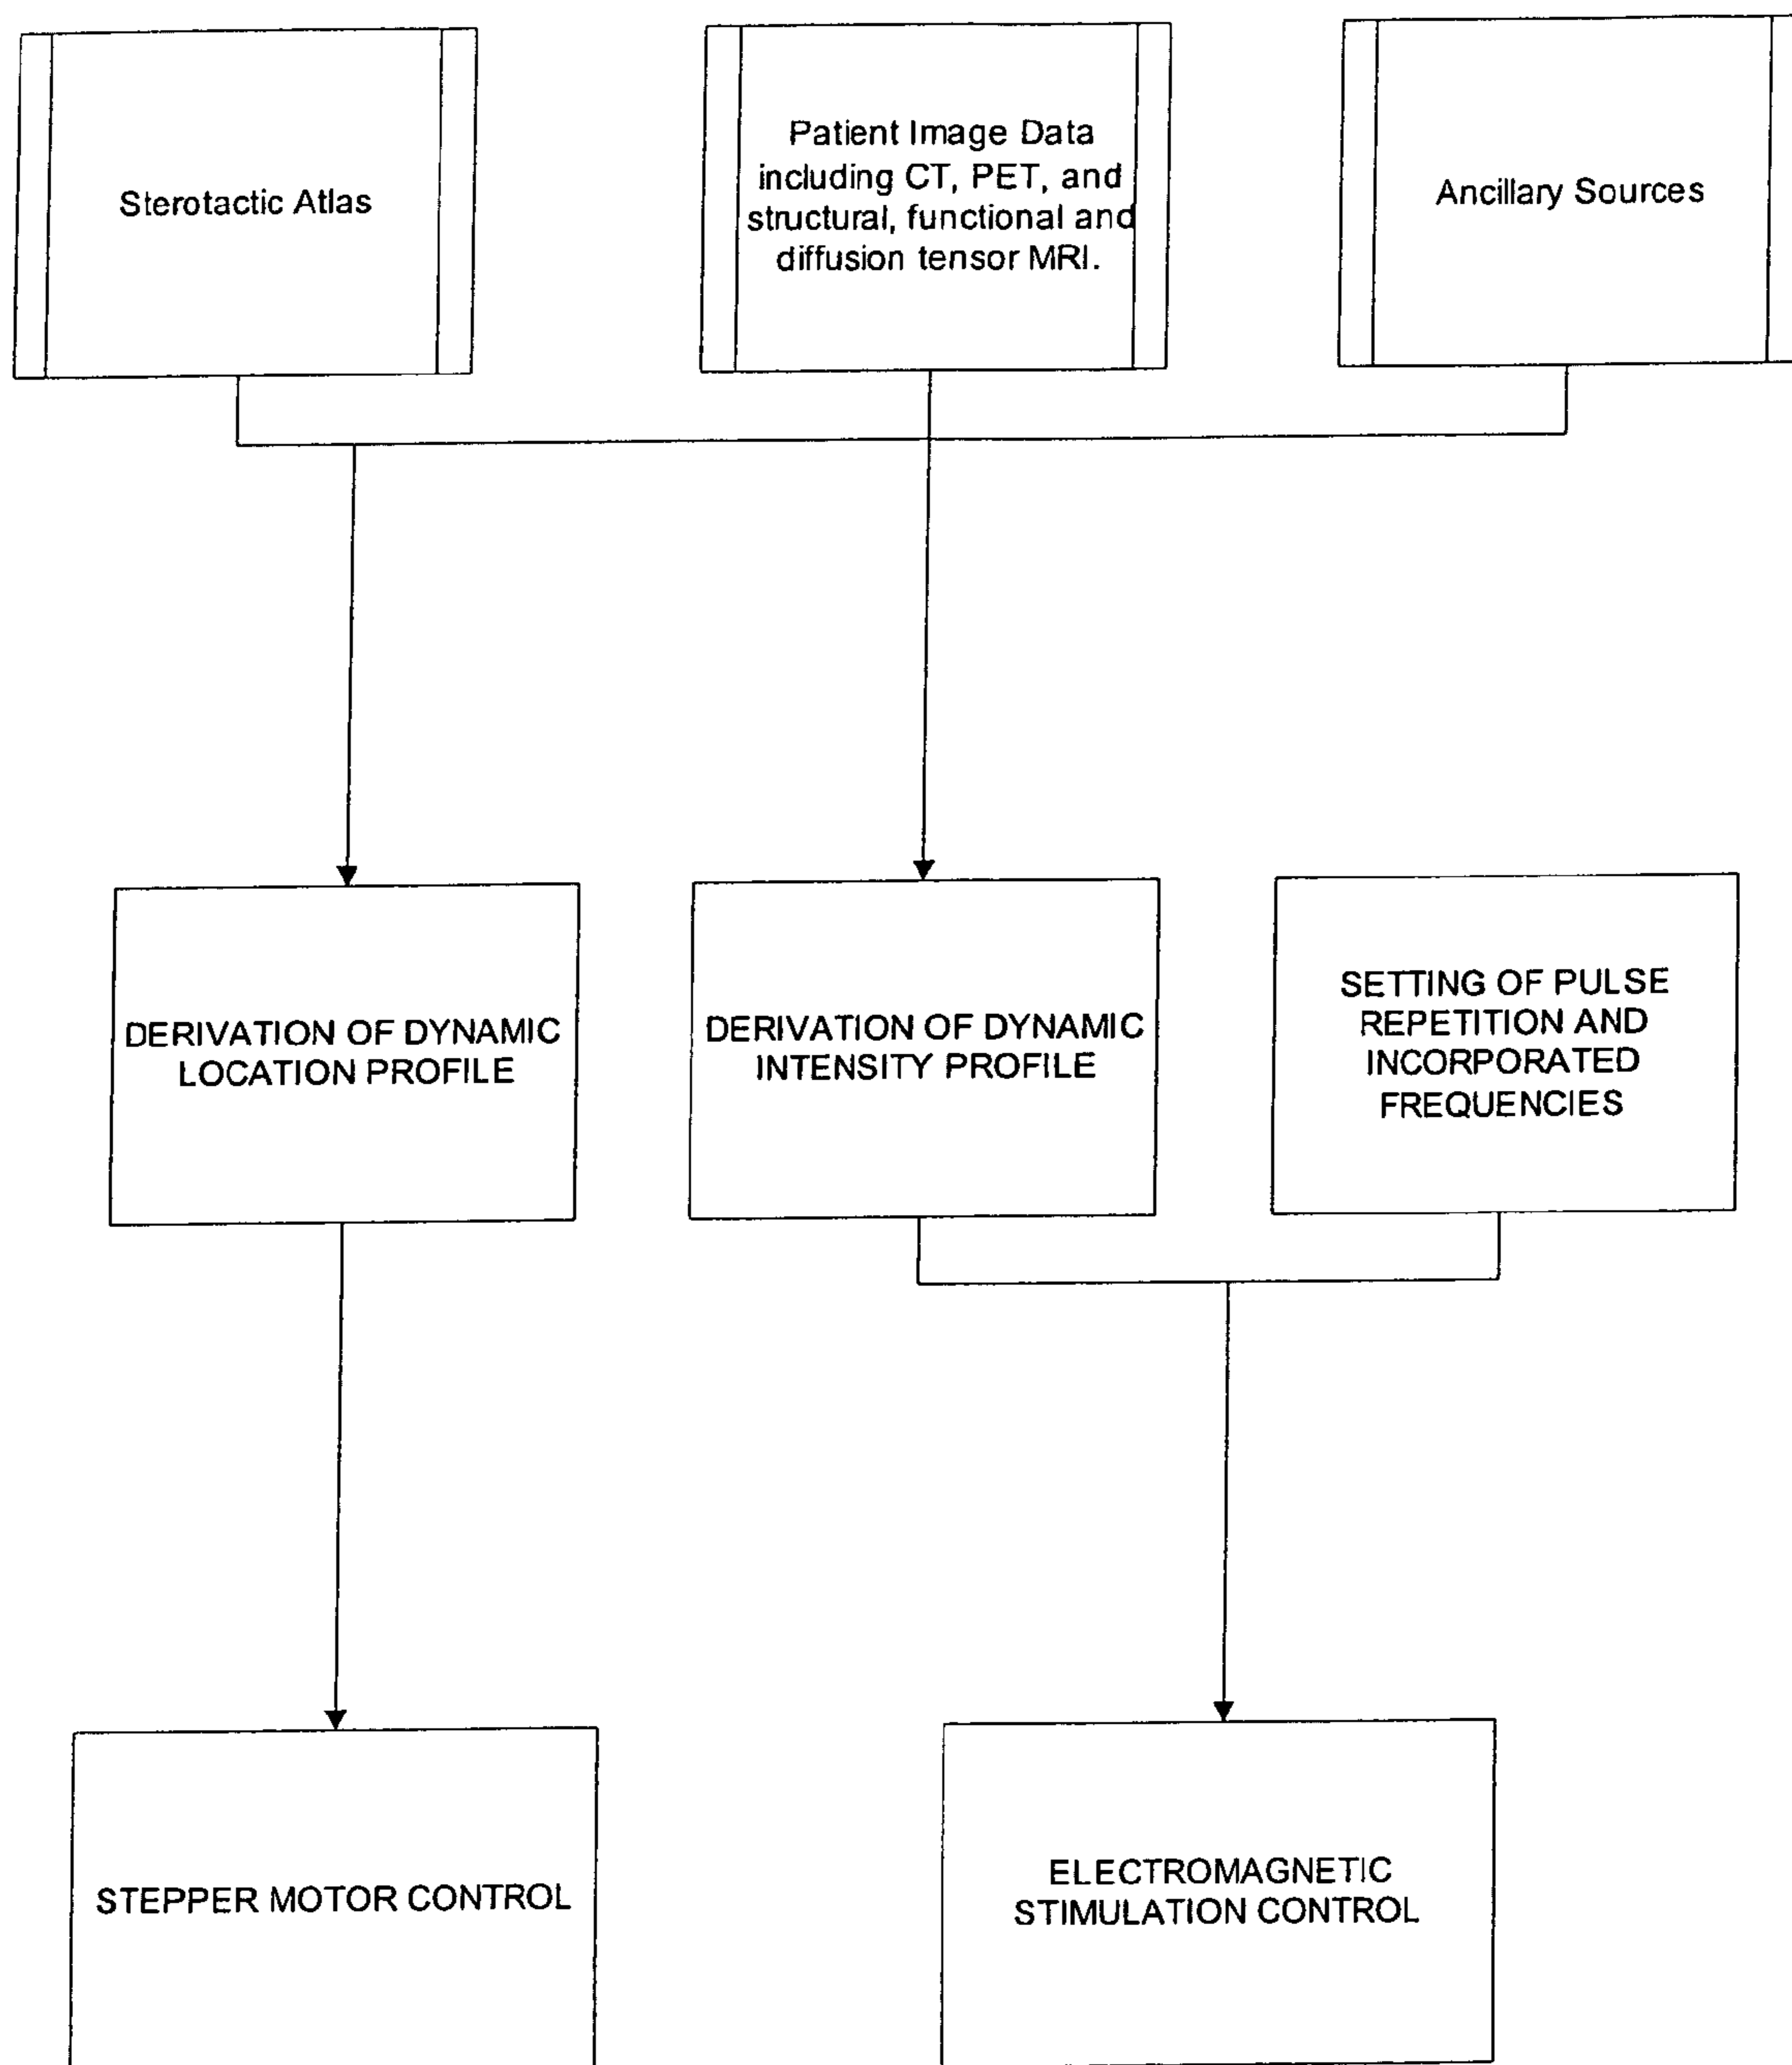 Sterotactic Atlas
Patient Image Data
including CT, PET, and
structural, functional and
diffusion tensor MRI.
Ancillary Sources
DERIVATION OF DYNAMIC
LOCATION PROFILE
DERIVATION OF DYNAMIC
INTENSITY PROFILE
SETTING OF PULSE
REPETITION AND
INCORPORATED
FREQUENCIES
STEPPER MOTOR CONTROL
ELECTROMAGNETIC
STIMULATION CONTROL